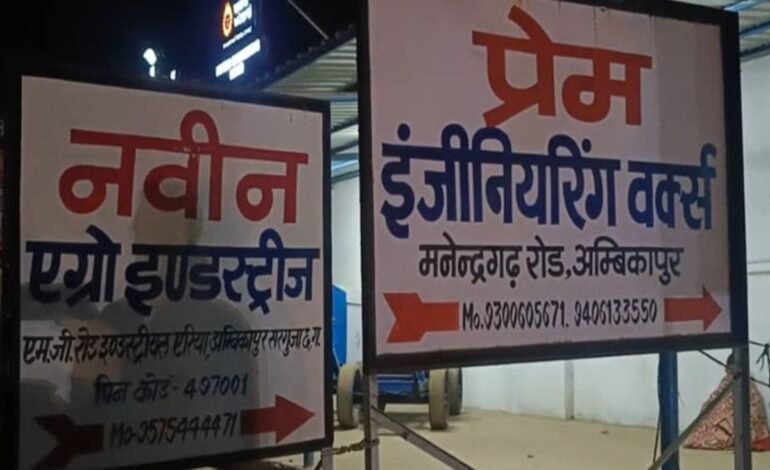 नवीन
एग्रो इण्डस्ट्रीज
एम.जी.रोड इण्डस्ट्रीयल एरिया,अम्बिकापुर सरगुजा छ.ग.
पिन कोड - 497001
Mo-9575444471
प्रेम
इंजीनियरिंग वर्क्स
मनेन्द्रगढ़ रोड,अम्बिकापुर
Mo.9300605671, 9406133550